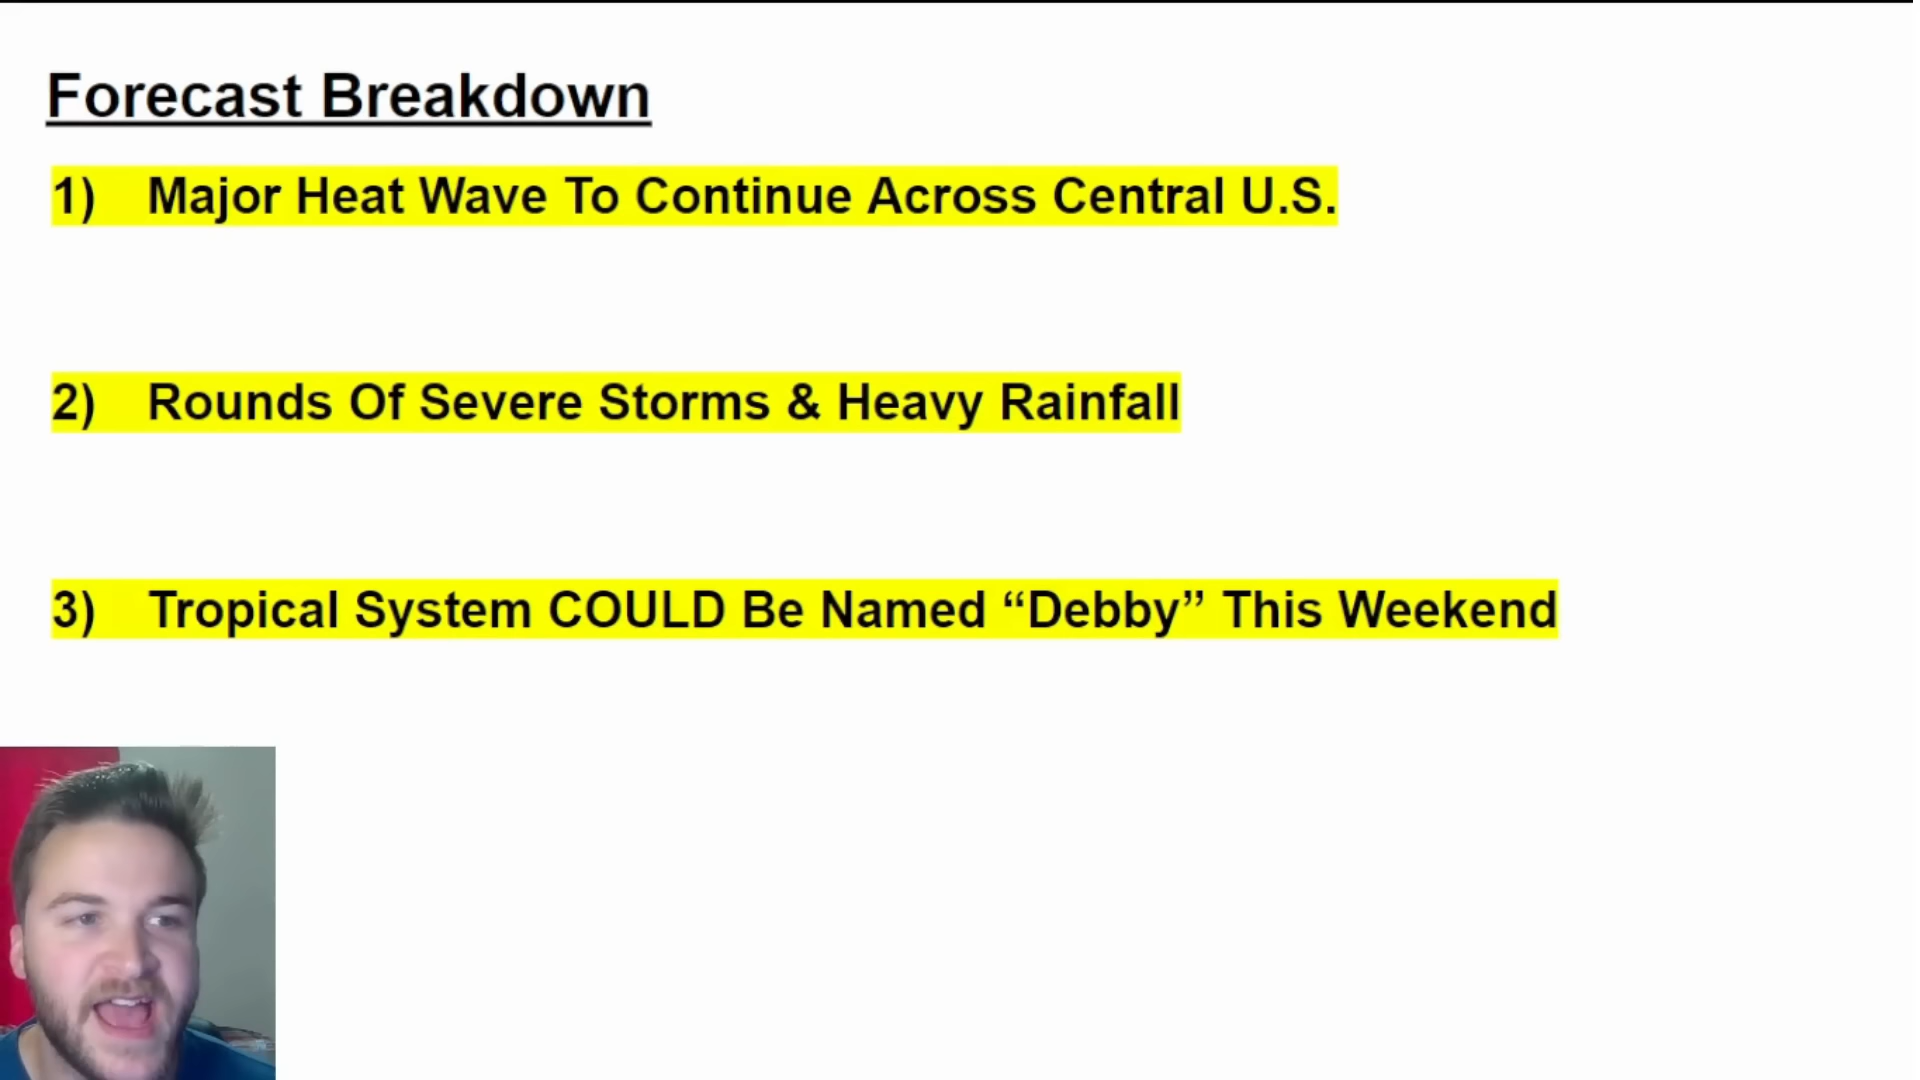 Forecast Breakdown
1) Major Heat Wave To Continue Across Central U.S.
2) Rounds Of Severe Storms & Heavy Rainfall
3) Tropical System COULD Be Named “Debby” This Weekend